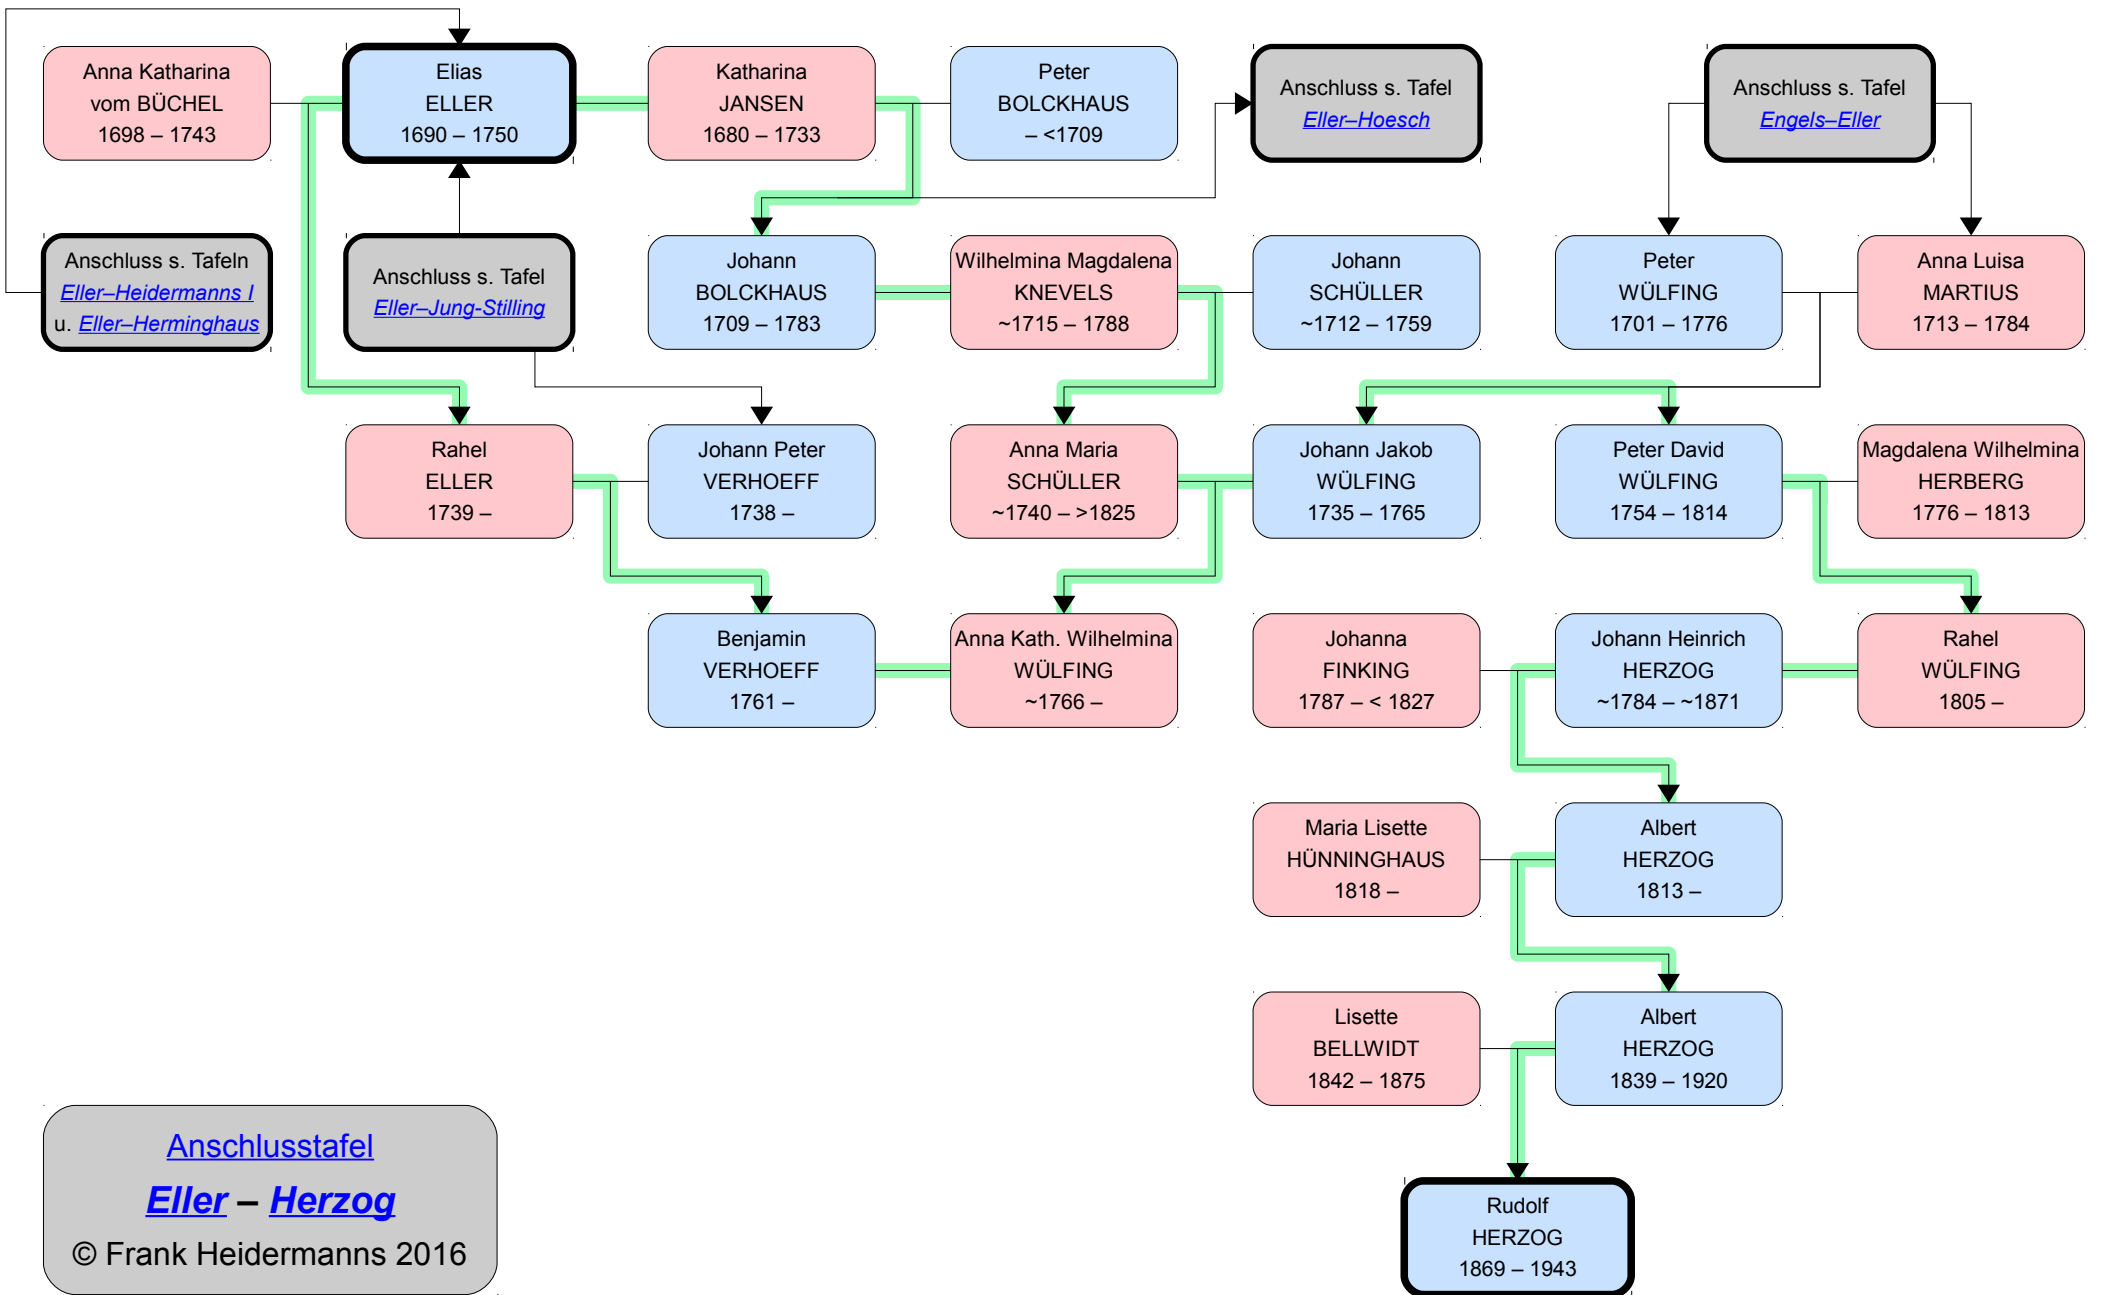 Anna Katharina
vom BÜCHEL
1698 – 1743
Elias
ELLER
1690 – 1750
Katharina
JANSEN
1680 – 1733
Peter
BOLCKHAUS
– <1709
Anschluss s. Tafel
Eller–Hoesch
Anschluss s. Tafel
Engels–Eller
Anschluss s. Tafeln
Eller–Heidermanns I
u. Eller–Herminghaus
Anschluss s. Tafel
Eller–Jung-Stilling
Johann
BOLCKHAUS
1709 – 1783
Wilhelmina Magdalena
KNEVELS
~1715 – 1788
Johann
SCHÜLLER
~1712 – 1759
Peter
WÜLFING
1701 – 1776
Anna Luisa
MARTIUS
1713 – 1784
Rahel
ELLER
1739 –
Johann Peter
VERHOEFF
1738 –
Anna Maria
SCHÜLLER
~1740 – >1825
Johann Jakob
WÜLFING
1735 – 1765
Peter David
WÜLFING
1754 – 1814
Magdalena Wilhelmina
HERBERG
1776 – 1813
Benjamin
VERHOEFF
1761 –
Anna Kath. Wilhelmina
WÜLFING
~1766 –
Johanna
FINKING
1787 – < 1827
Johann Heinrich
HERZOG
~1784 – ~1871
Rahel
WÜLFING
1805 –
Maria Lisette
HÜNNINGHAUS
1818 –
Albert
HERZOG
1813 –
Lisette
BELLWIDT
1842 – 1875
Albert
HERZOG
1839 – 1920
Rudolf
HERZOG
1869 – 1943
Anschlusstafel
Eller – Herzog
© Frank Heidermanns 2016